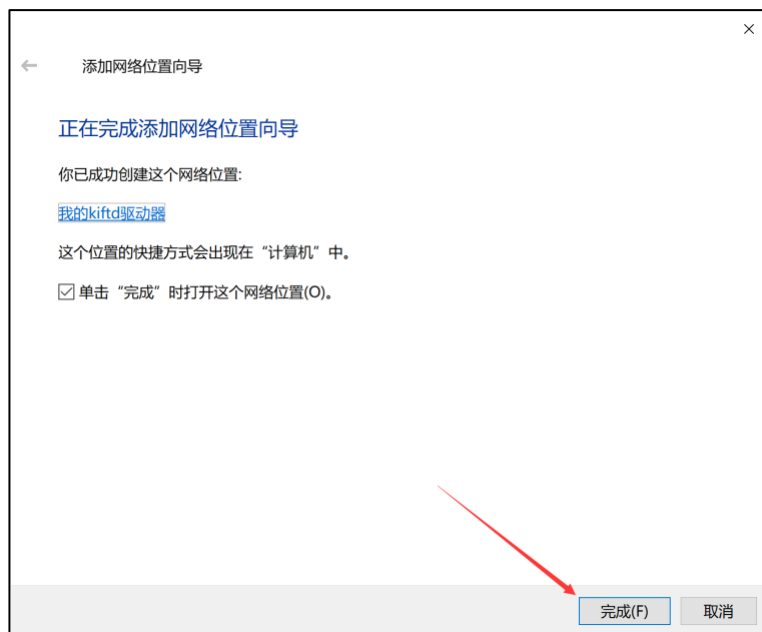 添加网络位置向导
正在完成添加网络位置向导
你已成功创建这个网络位置:
我的kiftd驱动器
这个位置的快捷方式会出现在“计算机”中。
单击“完成”时打开这个网络位置(O)。
完成(F)
取消